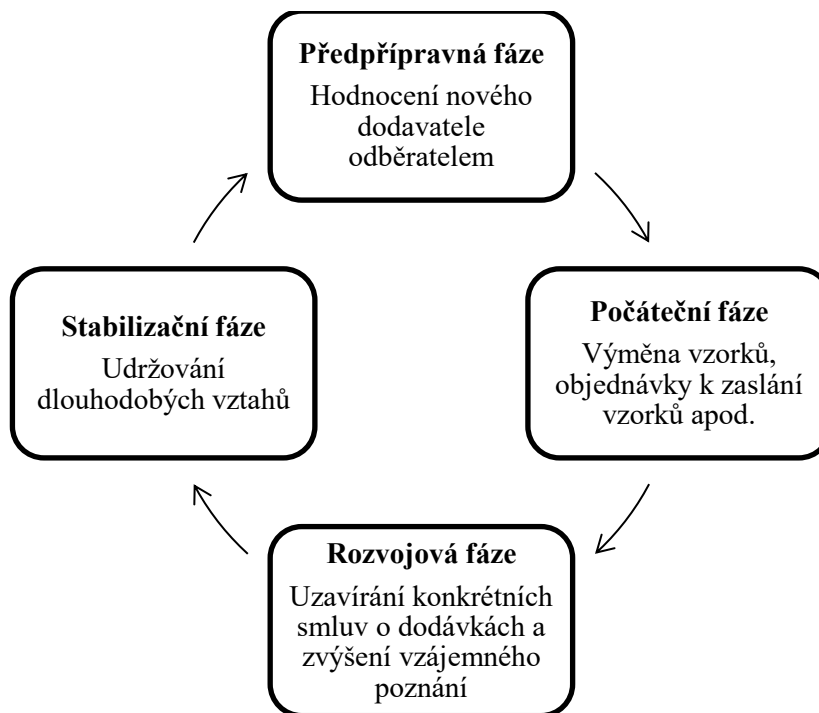 Předpřípravná fáze
Hodnocení nového
dodavatele
odběratelem
Počáteční fáze
Výměna vzorků,
objednávky k zaslání
vzorků apod.
Rozvojová fáze
Uzavírání konkrétních
smluv o dodávkách a
zvýšení vzájemného
poznání
Stabilizační fáze
Udržování
dlouhodobých vztahů